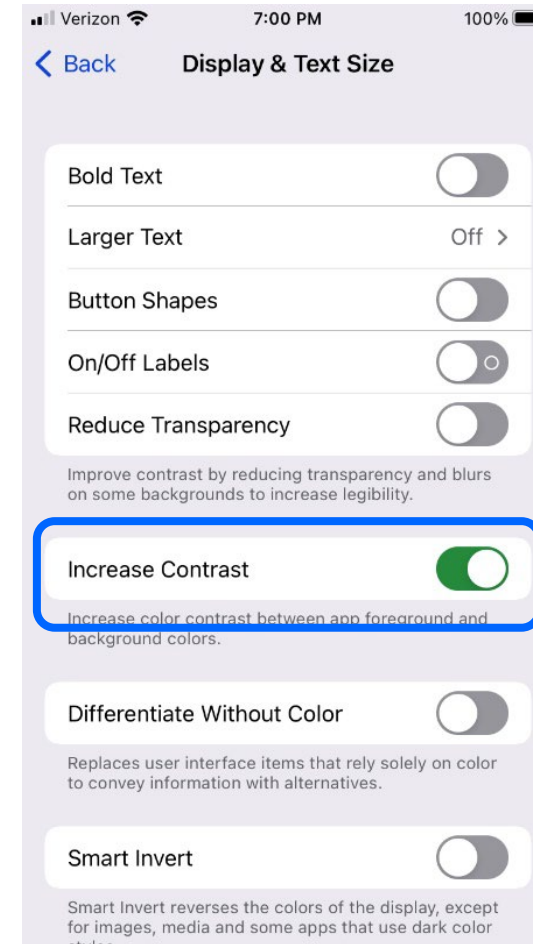 Verizon 7:00 PM 100%
Back Display & Text Size
Bold Text
Larger Text Off
Button Shapes
On/Off Labels
Reduce Transparency
Improve contrast by reducing transparency and blurs
on some backgrounds to increase legibility.
Increase Contrast
Increase color contrast between app foreground and
background colors.
Differentiate Without Color
Replaces user interface items that rely solely on color
to convey information with alternatives.
Smart Invert
Smart Invert reverses the colors of the display, except
for images, media and some apps that use dark color